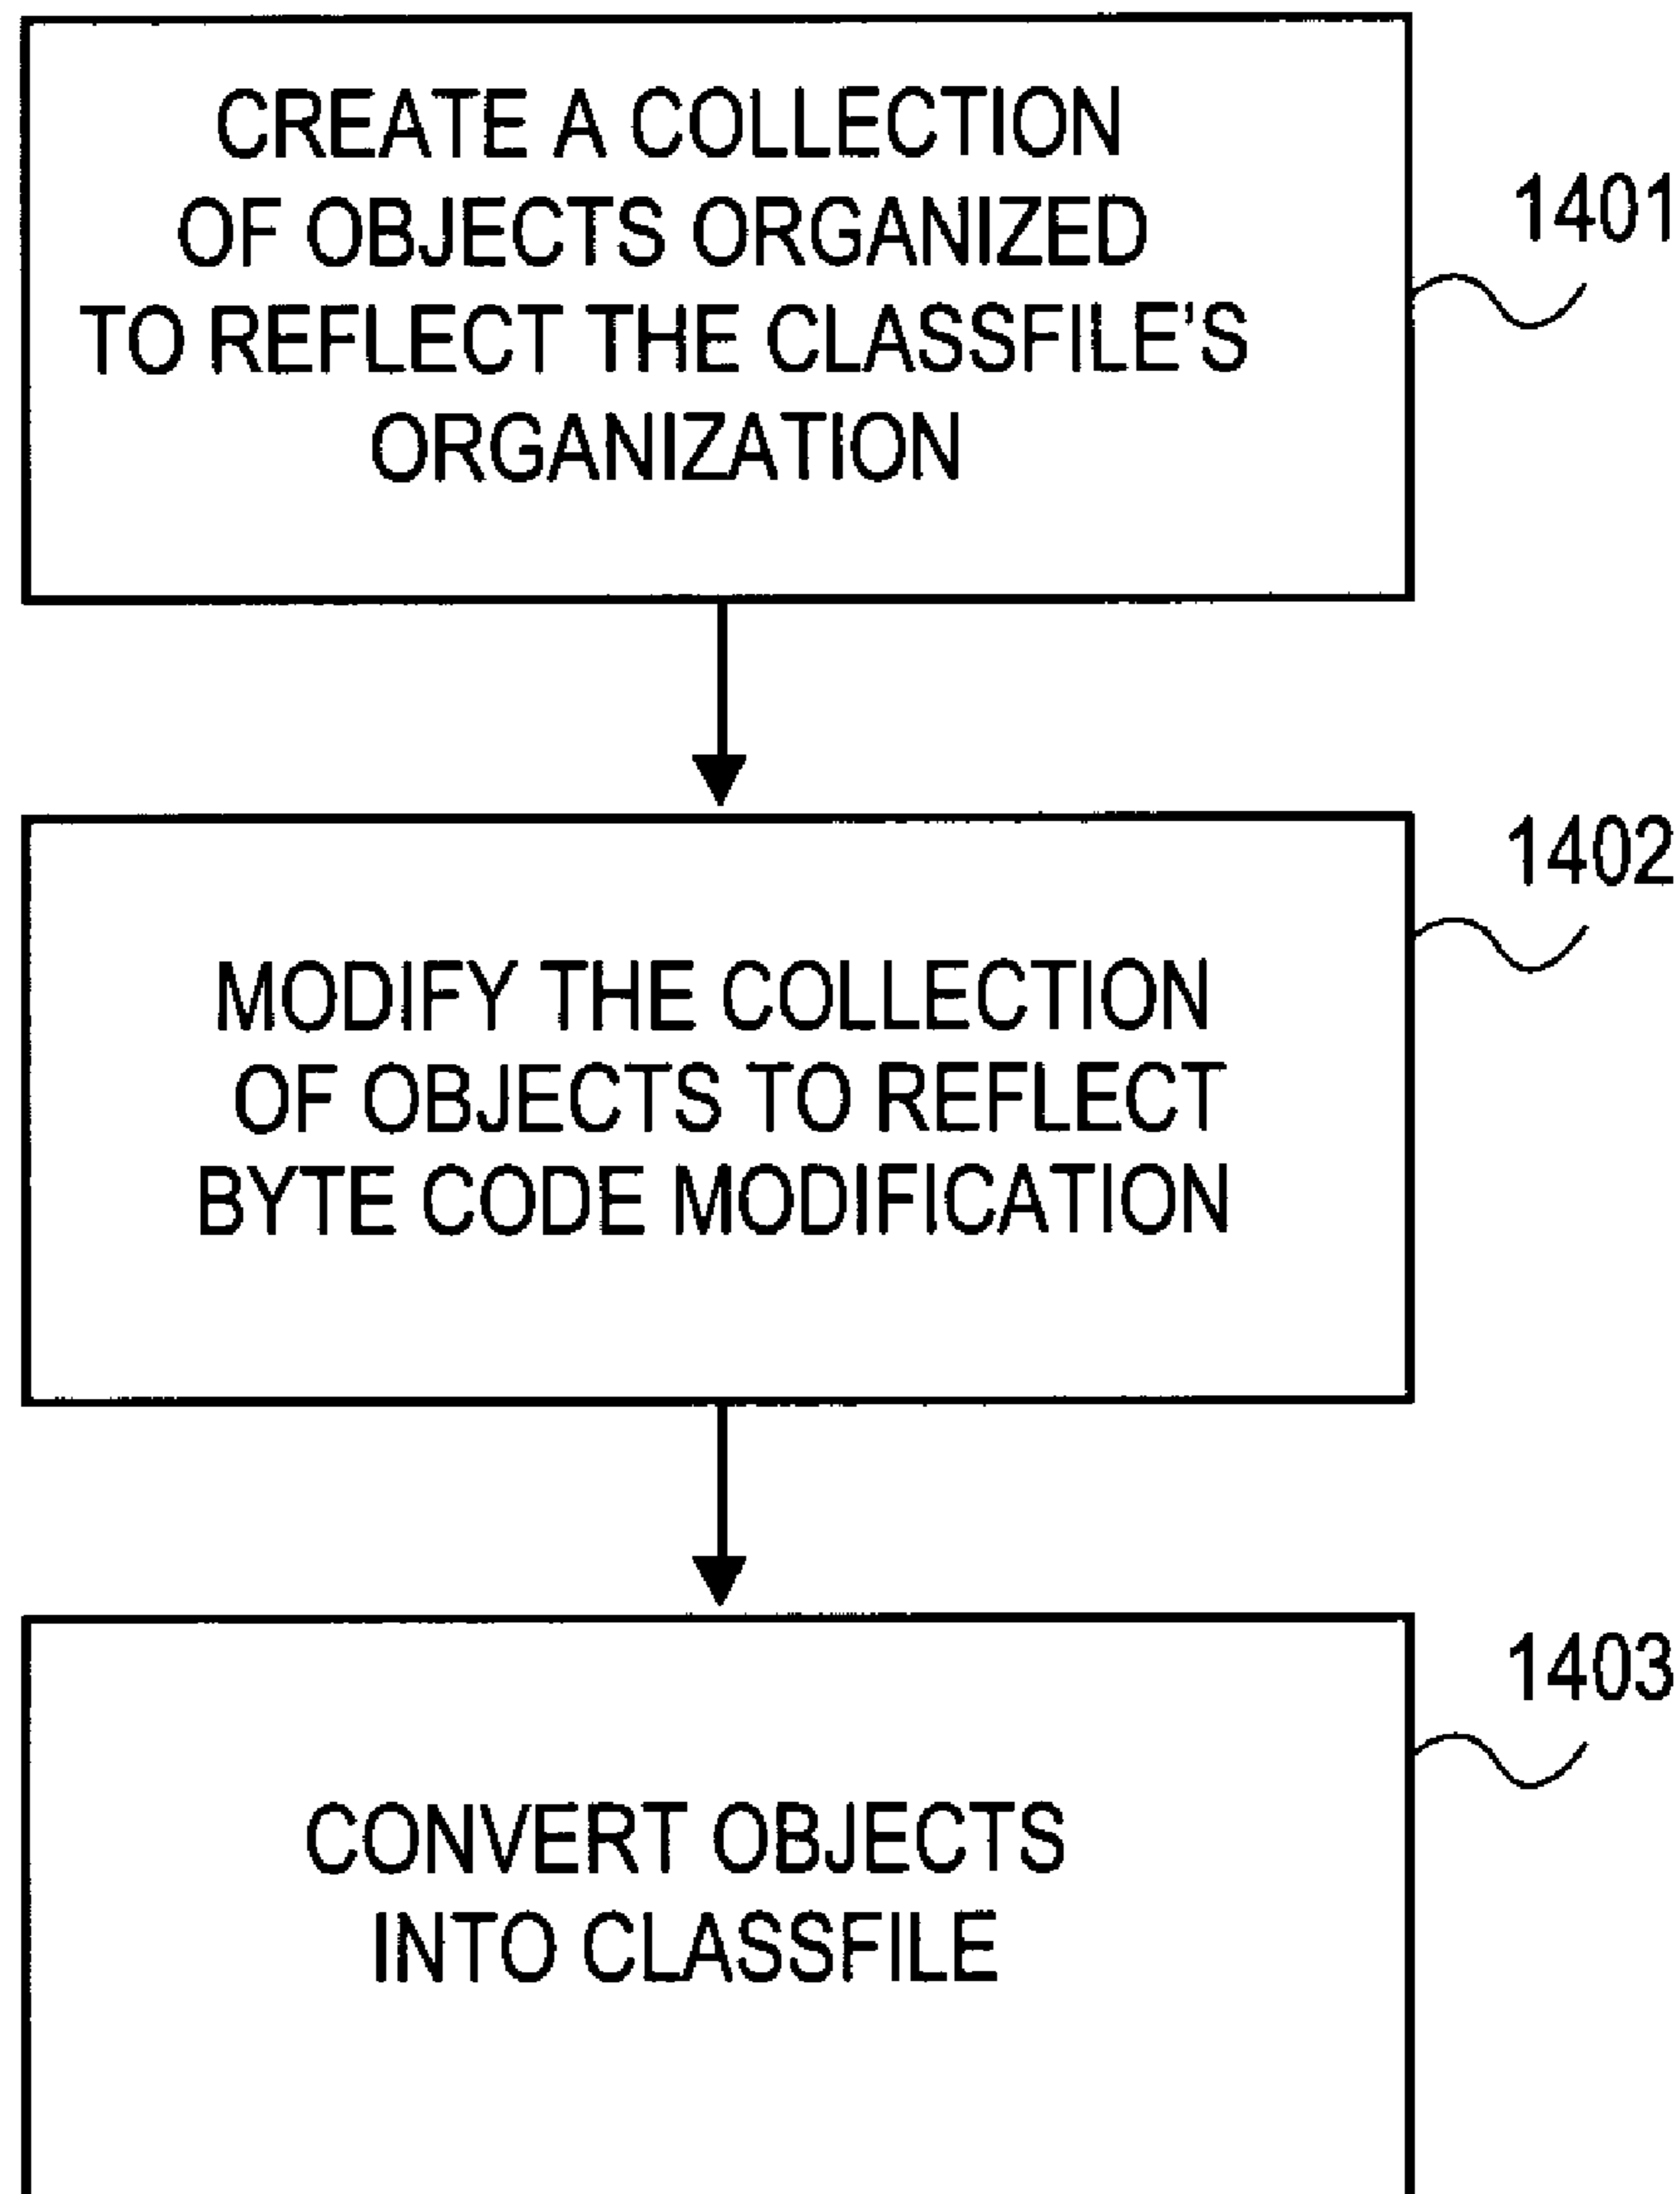 CREATE A COLLECTION
OF OBJECTS ORGANIZED
TO REFLECT THE CLASSFILE'S
ORGANIZATION
1401
1402
MODIFY THE COLLECTION
OF OBJECTS TO REFLECT
BYTE CODE MODIFICATION
1403
CONVERT OBJECTS
INTO CLASSFILE